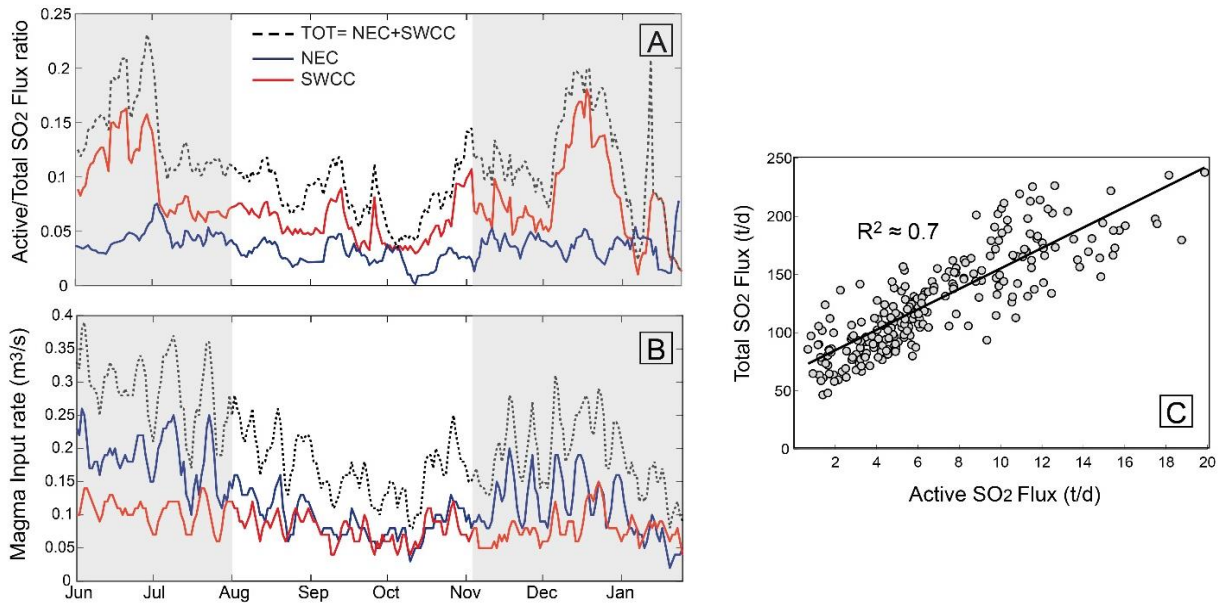 0.25
TOT= NEC+SWCC
NEC
SWCC
A
0.2
0.15
0.1
0.05
0
Active/Total SO2 Flux ratio
0.4
0.35
0.3
0.25
0.2
0.15
0.1
0.05
0
Magma Input rate (m³/s)
B
Jun Jul Aug Sep Oct Nov Dec Jan
250
200
150
100
50
0
Total SO2 Flux (t/d)
R² ≈ 0.7
C
2 4 6 8 10 12 14 16 18 20
Active SO2 Flux (t/d)